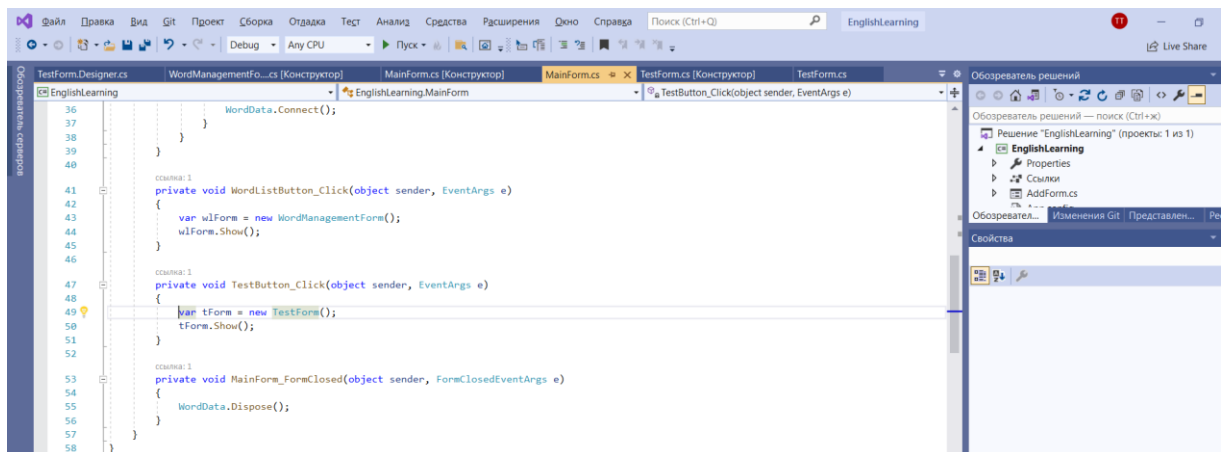 Файл Правка Вид Git Проект Сборка Отладка Тест Анализ Средства Расширения Окно Справка Поиск (Ctrl+Q) EnglishLearning TT
Debug Any CPU Пуск Live Share
Обозреватель серверов
TestForm.Designer.cs WordManagementFo....cs [Конструктор] MainForm.cs [Конструктор] MainForm.cs TestForm.cs [Конструктор] TestForm.cs
EnglishLearning EnglishLearning.MainForm TestButton_Click(object sender, EventArgs e)
36 WordData.Connect();
37 }
38 }
39 }
40
ссылка: 1
41 private void WordListButton_Click(object sender, EventArgs e)
42 {
43 var wlForm = new WordManagementForm();
44 wlForm.Show();
45 }
46
ссылка: 1
47 private void TestButton_Click(object sender, EventArgs e)
48 {
49 var tForm = new TestForm();
50 tForm.Show();
51 }
52
ссылка: 1
53 private void MainForm_FormClosed(object sender, FormClosedEventArgs e)
54 {
55 WordData.Dispose();
56 }
57 }
58 }
Обозреватель решений
Обозреватель решений — поиск (Ctrl+ж)
Решение "EnglishLearning" (проекты: 1 из 1)
C# EnglishLearning
Properties
Ссылки
AddForm.cs
Обозревател... Изменения Git Представлен... Ре
Свойства